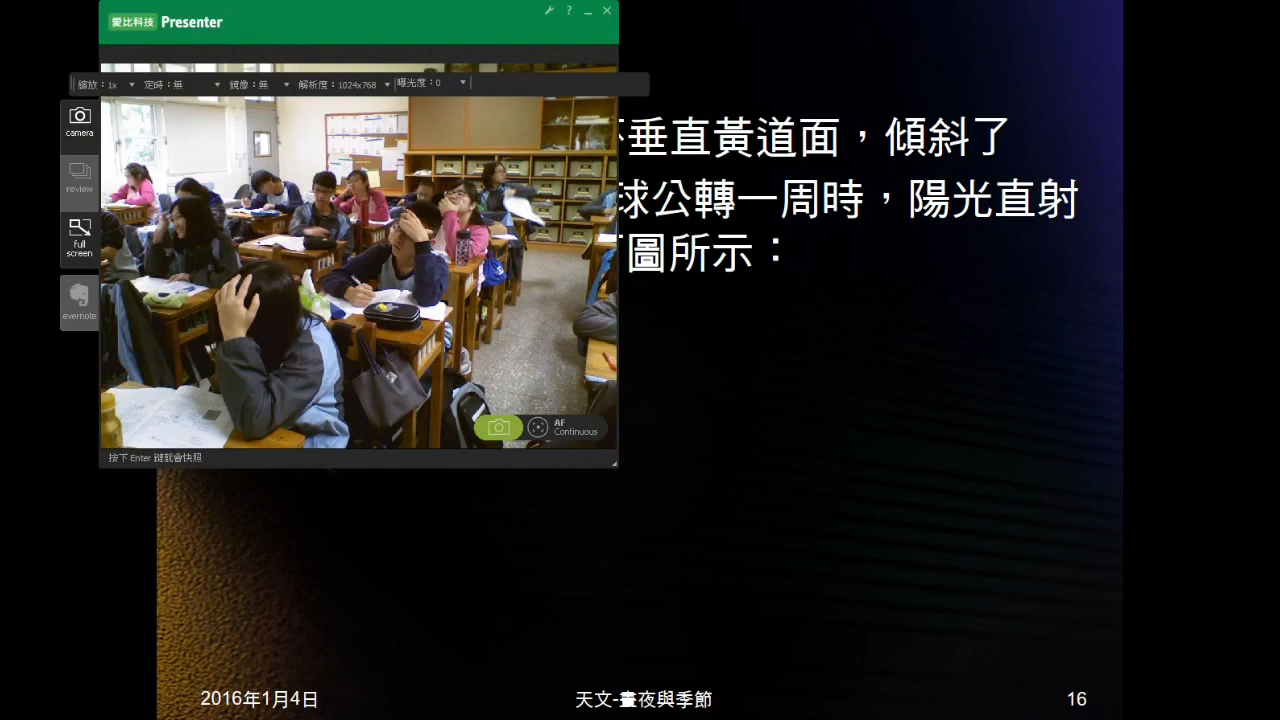 愛比科技 Presenter
縮放：1x 定時：無 鏡像：無 解析度：1024x768 曝光度：0
camera
review
full
screen
evernote
垂直黃道面，傾斜了
球公轉一周時，陽光直射
圖所示：
AF
Continuous
按下 Enter 鍵就會快照
2016年1月4日 天文-晝夜與季節 16